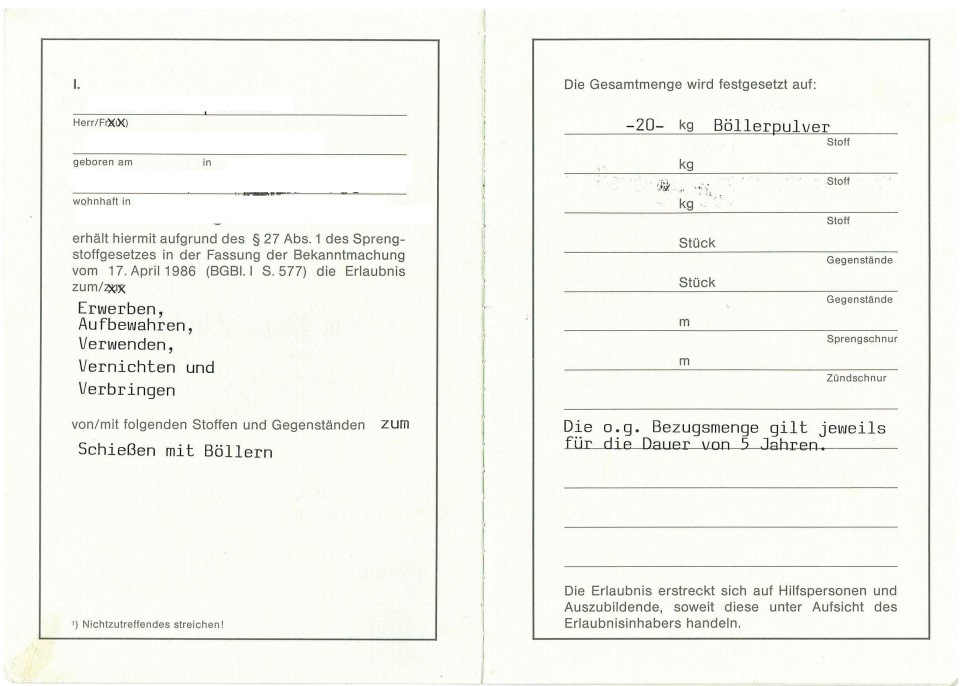 I.
Herr/Fr
geboren am in
wohnhaft in
erhält hiermit aufgrund des § 27 Abs. 1 des Spreng-
stoffgesetzes in der Fassung der Bekanntmachung
vom 17. April 1986 (BGBl. I S. 577) die Erlaubnis
zum/
Erwerben,
Aufbewahren,
Verwenden,
Vernichten und
Verbringen
von/mit folgenden Stoffen und Gegenständen zum
Schießen mit Böllern
¹) Nichtzutreffendes streichen!
Die Gesamtmenge wird festgesetzt auf:
-20- kg Böllerpulver
Stoff
kg
Stoff
kg
Stoff
Stück
Gegenstände
Stück
Gegenstände
m
Sprengschnur
m
Zündschnur
Die o.g. Bezugsmenge gilt jeweils
für die Dauer von 5 Jahren.
Die Erlaubnis erstreckt sich auf Hilfspersonen und
Auszubildende, soweit diese unter Aufsicht des
Erlaubnisinhabers handeln.